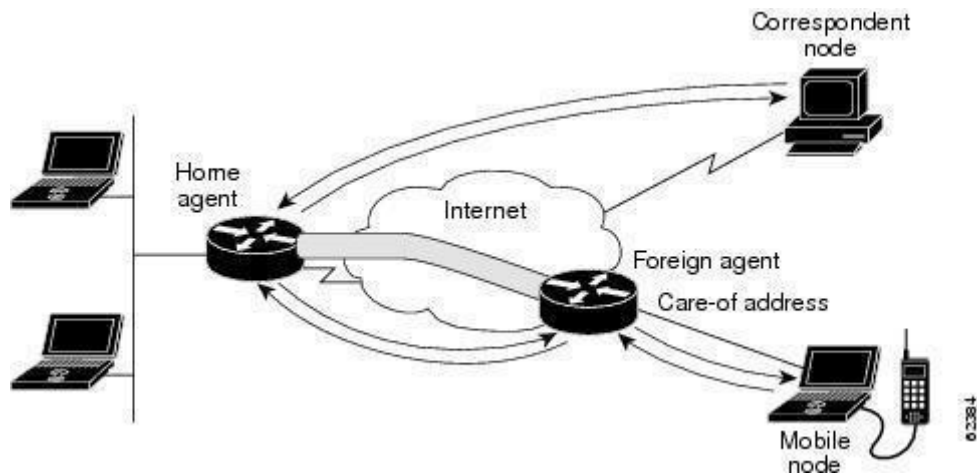 Correspondent
node
Home
agent
Internet
Foreign agent
Care-of address
Mobile
node
62384